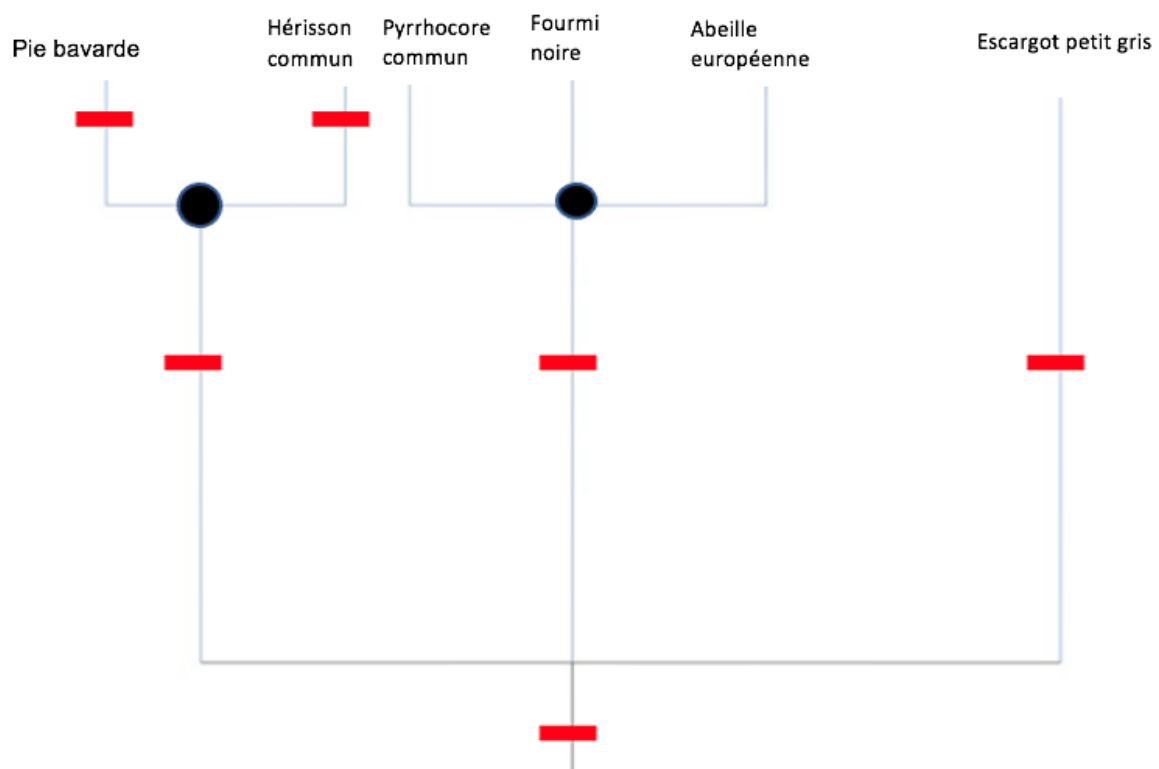 Pie bavarde
Hérisson
commun
Pyrrhocore
commun
Fourmi
noire
Abeille
européenne
Escargot petit gris